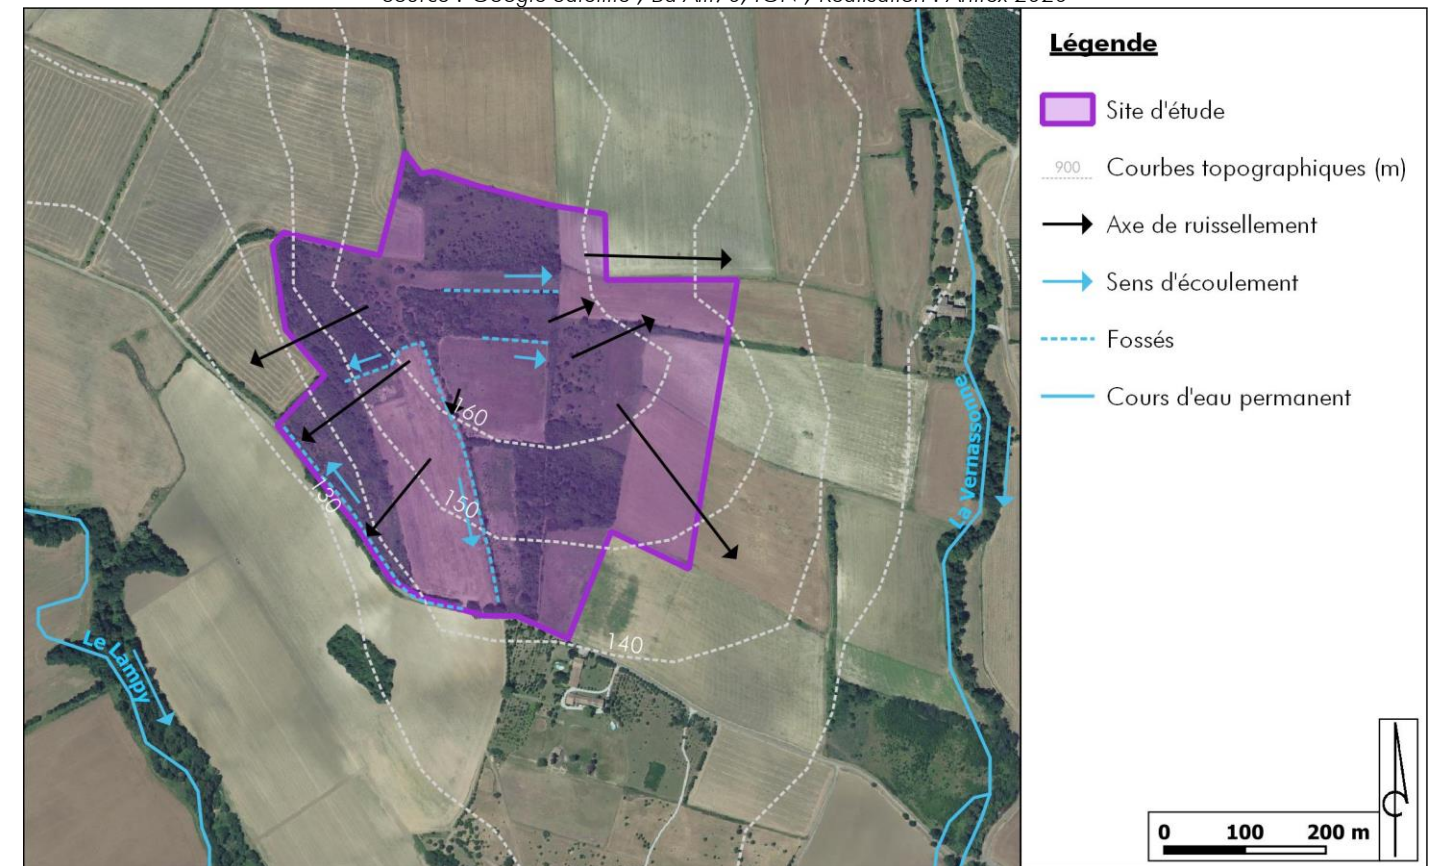 Légende
Site d'étude
900 Courbes topographiques (m)
Axe de ruissellement
Sens d'écoulement
Fossés
Cours d'eau permanent
160
150
130
140
La Vernassonne
Le Lampy
0 100 200 m